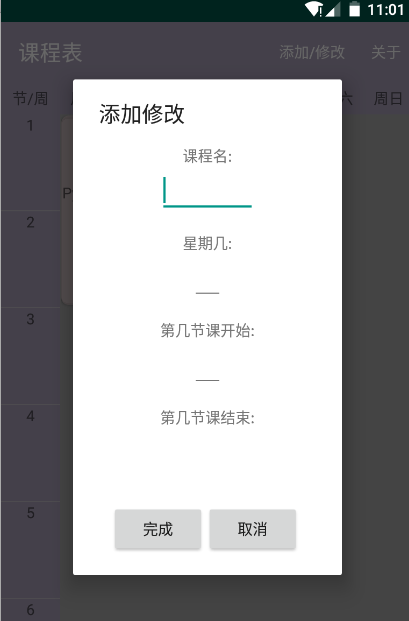 11:01
课程表 添加/修改 关于
节/周 六 周日
1
P
2
3
4
5
6
添加修改
课程名:
星期几:
第几节课开始:
第几节课结束:
完成 取消